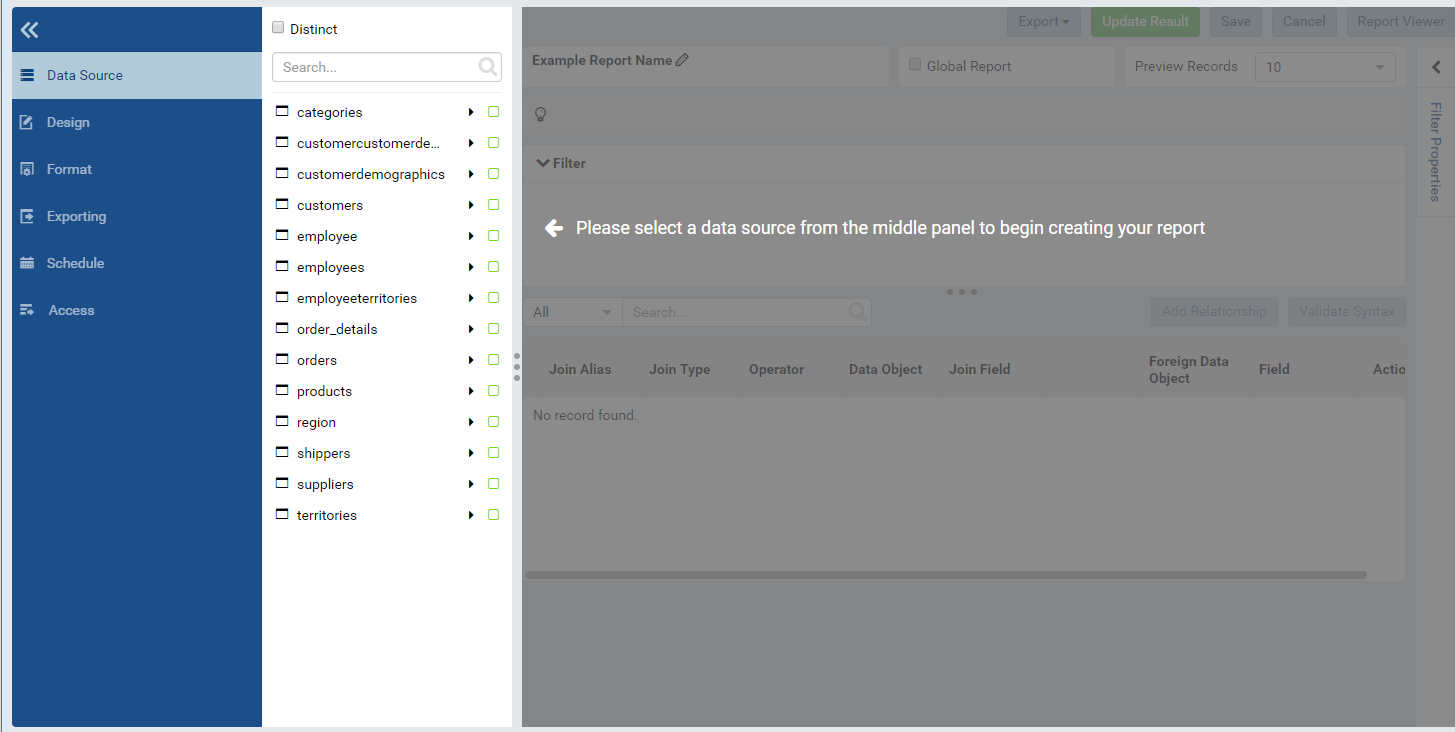 Data Source
Design
Format
Exporting
Schedule
Access
Distinct
Search...
categories
customercustomerde...
customerdemographics
customers
employee
employees
employeeterritories
order_details
orders
products
region
shippers
suppliers
territories
Export
Update Result
Save
Cancel
Report Viewer
Example Report Name
Global Report
Preview Records
10
Filter
Please select a data source from the middle panel to begin creating your report
All
Search...
Add Relationship
Validate Syntax
Join Alias
Join Type
Operator
Data Object
Join Field
Foreign Data
Object
Field
Actio
No record found.
Filter Properties